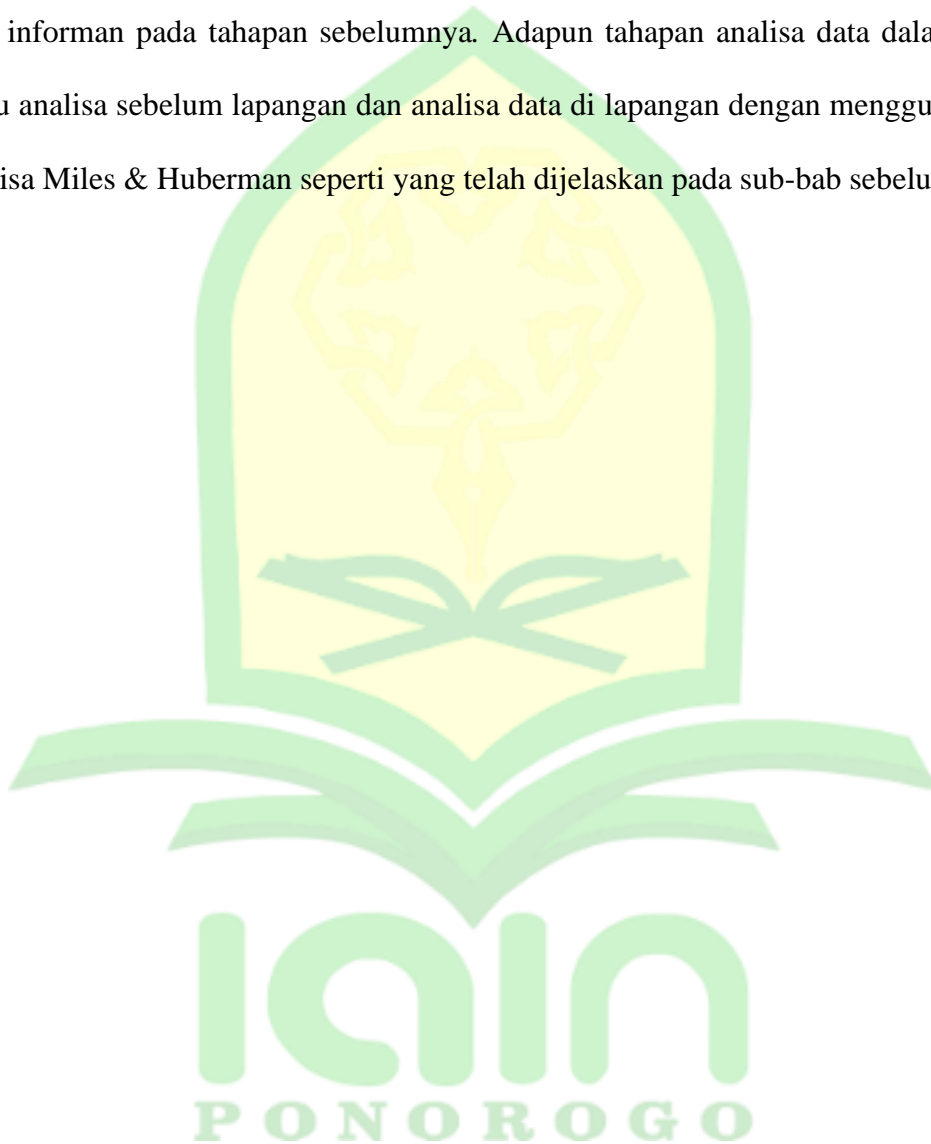 informan pada tahapan sebelumnya. Adapun tahapan analisa data dala
u analisa sebelum lapangan dan analisa data di lapangan dengan menggu
isa Miles & Huberman seperti yang telah dijelaskan pada sub-bab sebelu
iain
PONOROGO